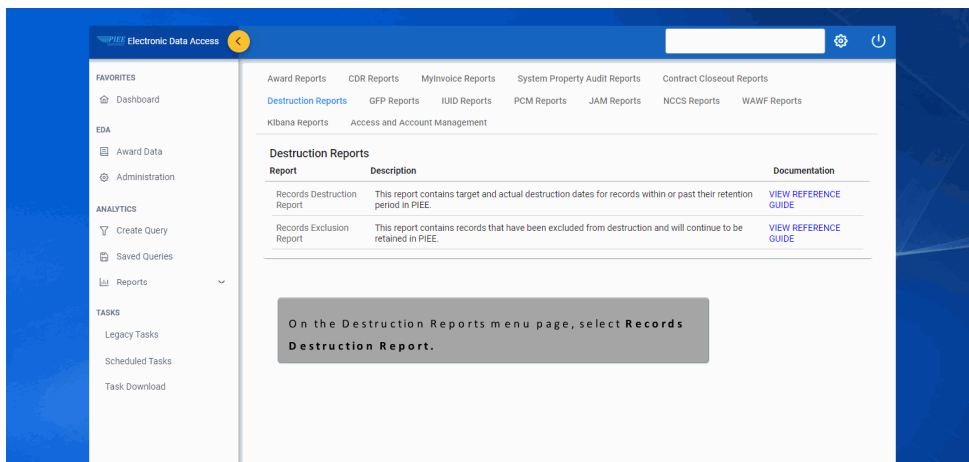 PIEE Electronic Data Access
FAVORITES
Dashboard
EDA
Award Data
Administration
ANALYTICS
Create Query
Saved Queries
Reports
TASKS
Legacy Tasks
Scheduled Tasks
Task Download
Award Reports CDR Reports MyInvoice Reports System Property Audit Reports Contract Closeout Reports
Destruction Reports GFP Reports IUID Reports PCM Reports JAM Reports NCCS Reports WAWF Reports
KIbana Reports Access and Account Management
Destruction Reports
Report Description Documentation
Records Destruction This report contains target and actual destruction dates for records within or past their retention VIEW REFERENCE
Report period in PIEE. GUIDE
Records Exclusion This report contains records that have been excluded from destruction and will continue to be VIEW REFERENCE
Report retained in PIEE. GUIDE
On the Destruction Reports menu page, select Records
Destruction Report.